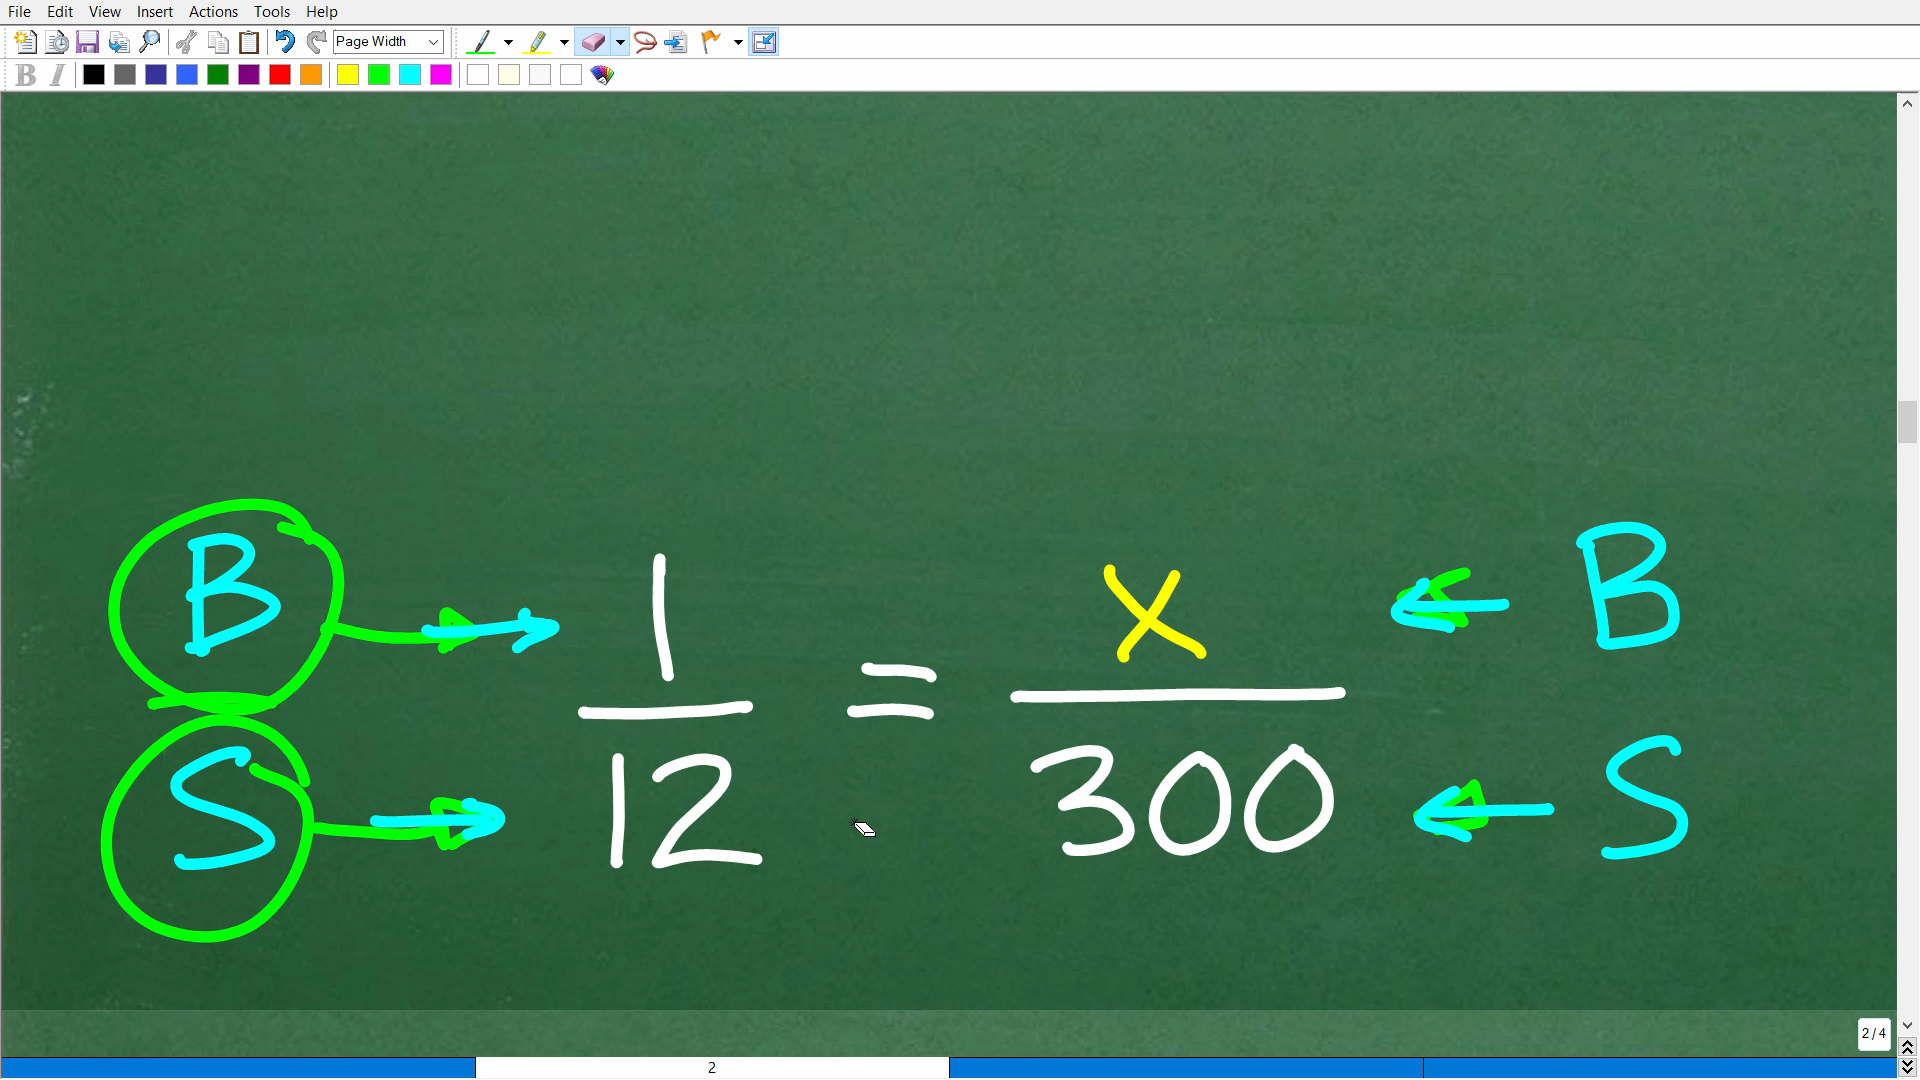 File Edit View Insert Actions Tools Help
Page Width
B I
B 1 x B
=
S 12 300 S
2 / 4
2